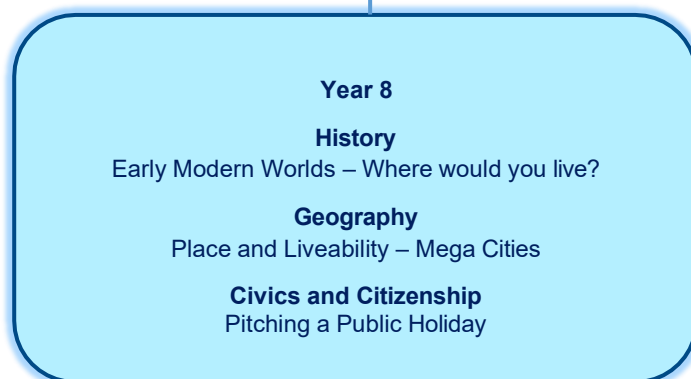 Year 8
History
Early Modern Worlds – Where would you live?
Geography
Place and Liveability – Mega Cities
Civics and Citizenship
Pitching a Public Holiday